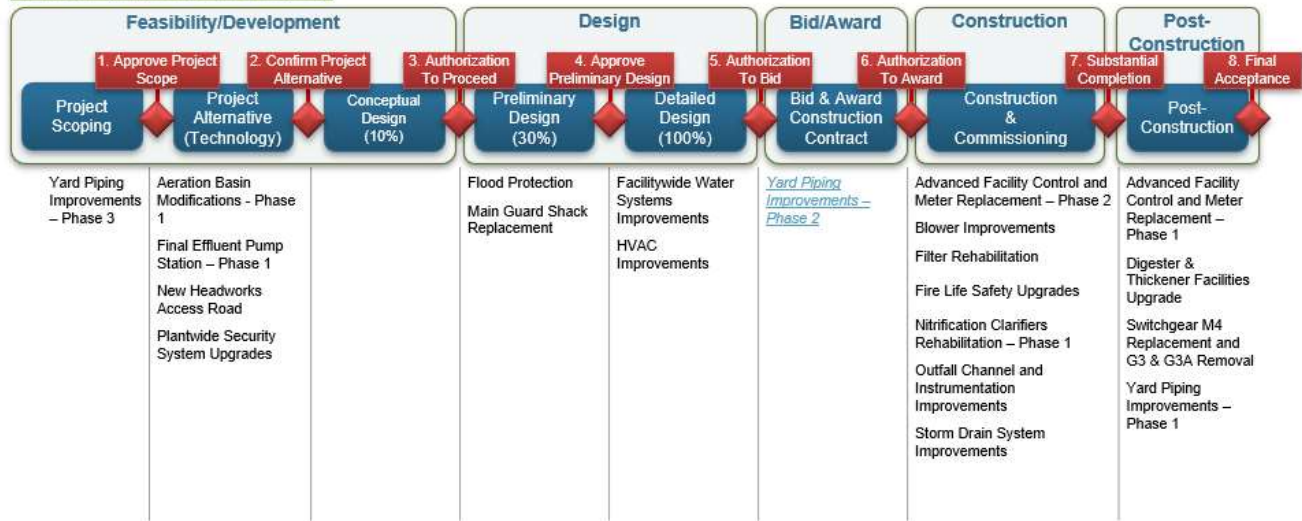 Feasibility/Development
Design
Bid/Award
Construction
Post-
Construction
1. Approve Project
Scope
2. Confirm Project
Alternative
3. Authorization
To Proceed
4. Approve
Preliminary Design
5. Authorization
To Bid
6. Authorization
To Award
7. Substantial
Completion
8. Final
Acceptance
Project
Scoping
Project
Alternative
(Technology)
Conceptual
Design
(10%)
Preliminary
Design
(30%)
Detailed
Design
(100%)
Bid & Award
Construction
Contract
Construction
&
Commissioning
Post-
Construction
Yard Piping
Improvements
– Phase 3
Aeration Basin
Modifications - Phase
1
Final Effluent Pump
Station – Phase 1
New Headworks
Access Road
Plantwide Security
System Upgrades
Flood Protection
Main Guard Shack
Replacement
Facilitywide Water
Systems
Improvements
HVAC
Improvements
Yard Piping
Improvements –
Phase 2
Advanced Facility Control and
Meter Replacement – Phase 2
Blower Improvements
Filter Rehabilitation
Fire Life Safety Upgrades
Nitrification Clarifiers
Rehabilitation – Phase 1
Outfall Channel and
Instrumentation
Improvements
Storm Drain System
Improvements
Advanced Facility
Control and Meter
Replacement –
Phase 1
Digester &
Thickener Facilities
Upgrade
Switchgear M4
Replacement and
G3 & G3A Removal
Yard Piping
Improvements –
Phase 1